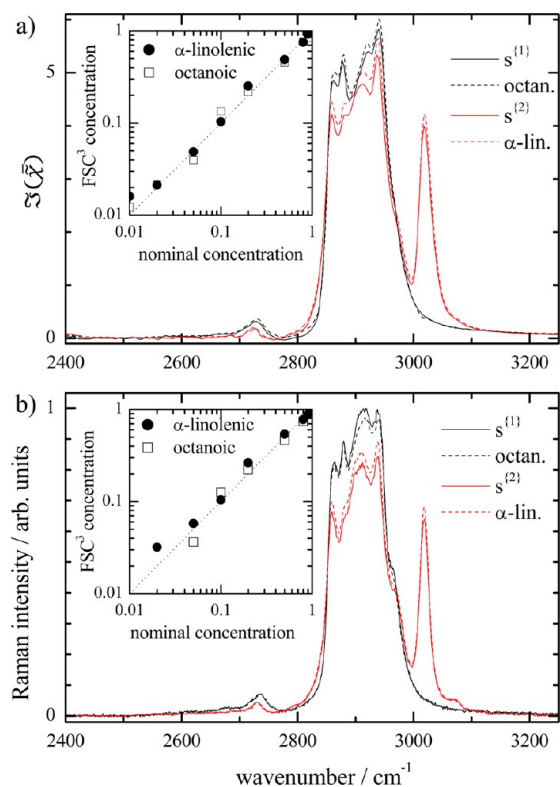 a)
α-linolenic
octanoic
FSC³ concentration
1
0.1
0.01
0.01 0.1 1
nominal concentration
s{1}
octan.
s{2}
α-lin.
ℑ(χ̄)
5
0
2400 2600 2800 3000 3200
b)
α-linolenic
octanoic
FSC³ concentration
1
0.1
0.01
0.01 0.1 1
nominal concentration
s{1}
octan.
s{2}
α-lin.
Raman intensity / arb. units
1
0
2400 2600 2800 3000 3200
wavenumber / cm⁻¹